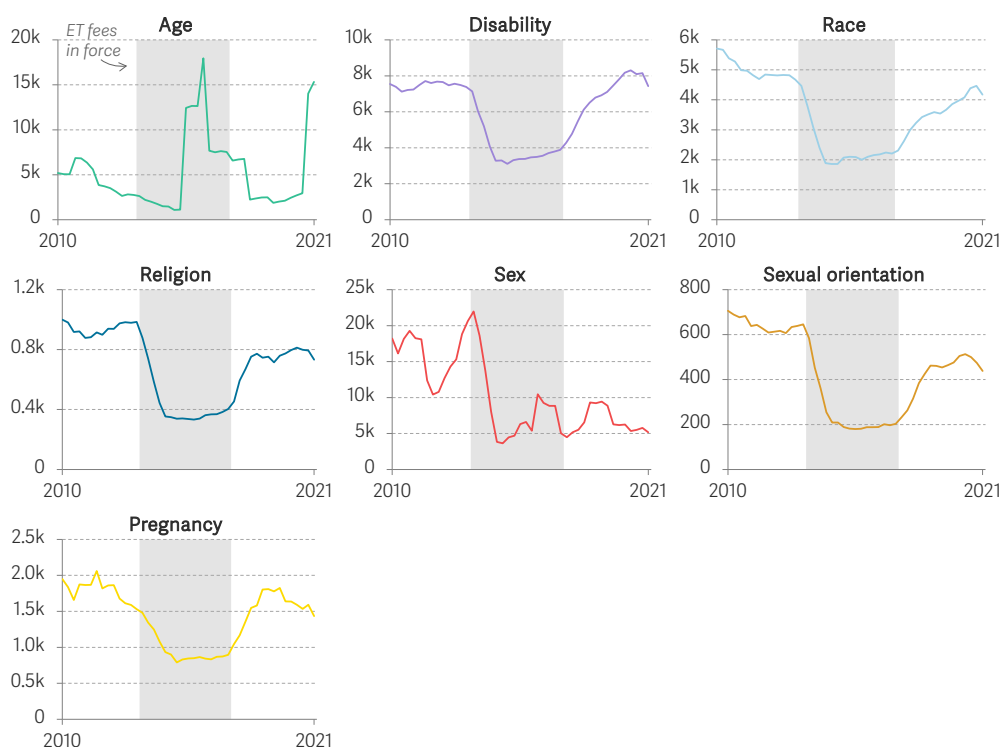 Age
ET fees
in force
20k
15k
10k
5k
0
2010
2021
Disability
10k
8k
6k
4k
2k
0
2010
2021
Race
6k
5k
4k
3k
2k
1k
0
2010
2021
Religion
1.2k
0.8k
0.4k
0
2010
2021
Sex
25k
20k
15k
10k
5k
0
2010
2021
Sexual orientation
800
600
400
200
0
2010
2021
Pregnancy
2.5k
2.0k
1.5k
1.0k
0.5k
0
2010
2021